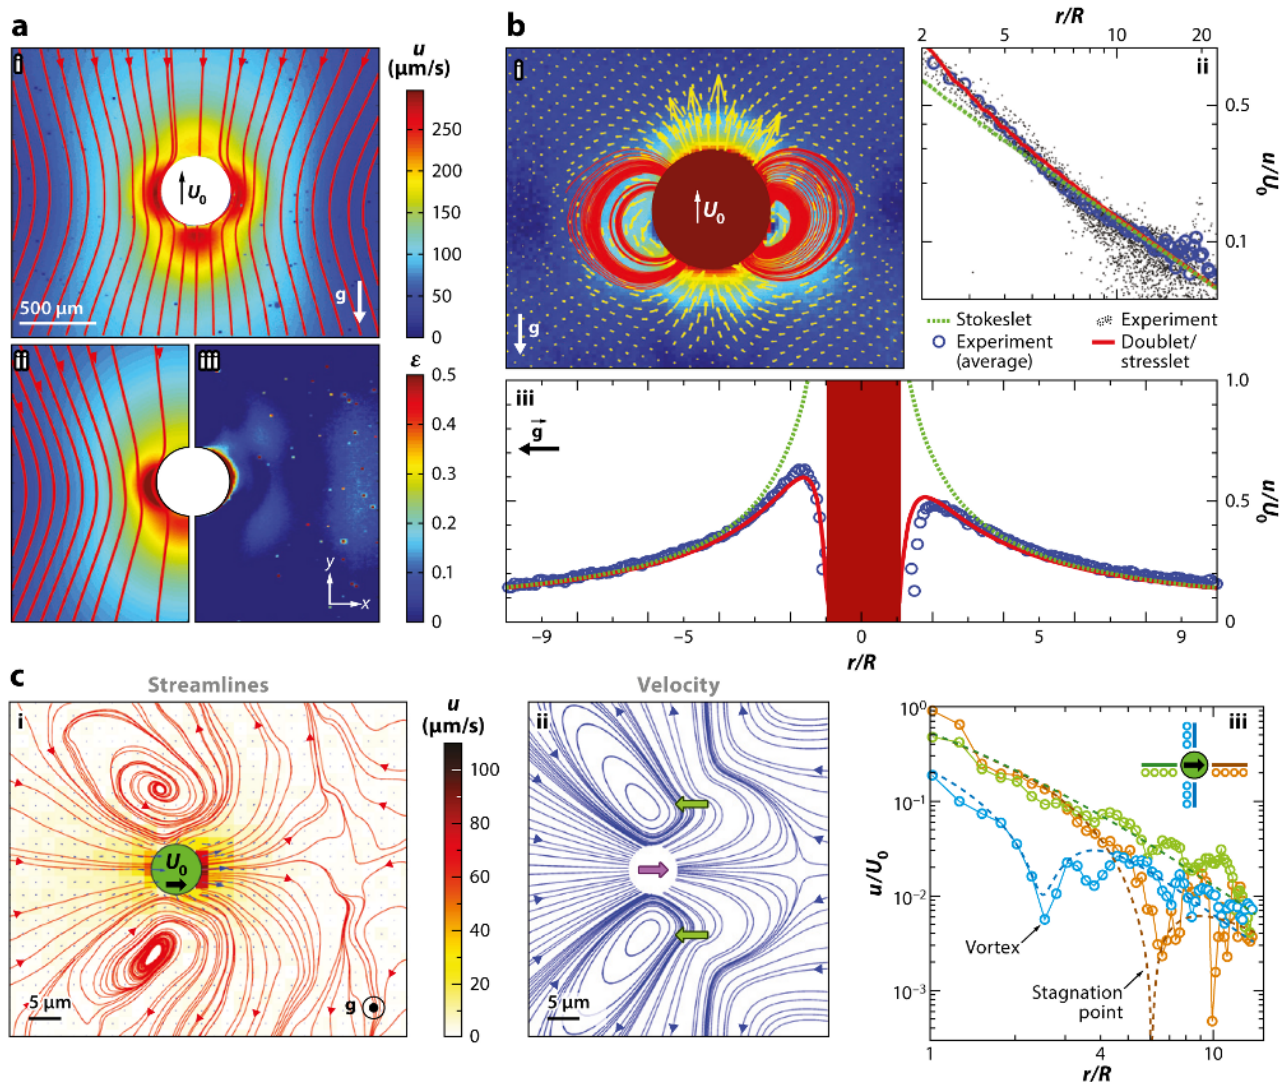 a
i
u
(μm/s)
250
200
150
100
50
0
U0
g
500 μm
ii
iii
ε
0.5
0.4
0.3
0.2
0.1
0
y
x
b
i
U0
g
r/R
2
5
10
20
ii
0.5
0.1
u/U0
Stokeslet
Experiment
Experiment
(average)
Doublet/
stresslet
iii
g
1.0
0.5
0
u/U0
−9
−5
0
5
9
r/R
c
Streamlines
i
U0
5 μm
g
u
(μm/s)
100
80
60
40
20
0
Velocity
ii
5 μm
iii
10⁰
10⁻¹
10⁻²
10⁻³
u/U0
Vortex
Stagnation
point
1
4
10
r/R